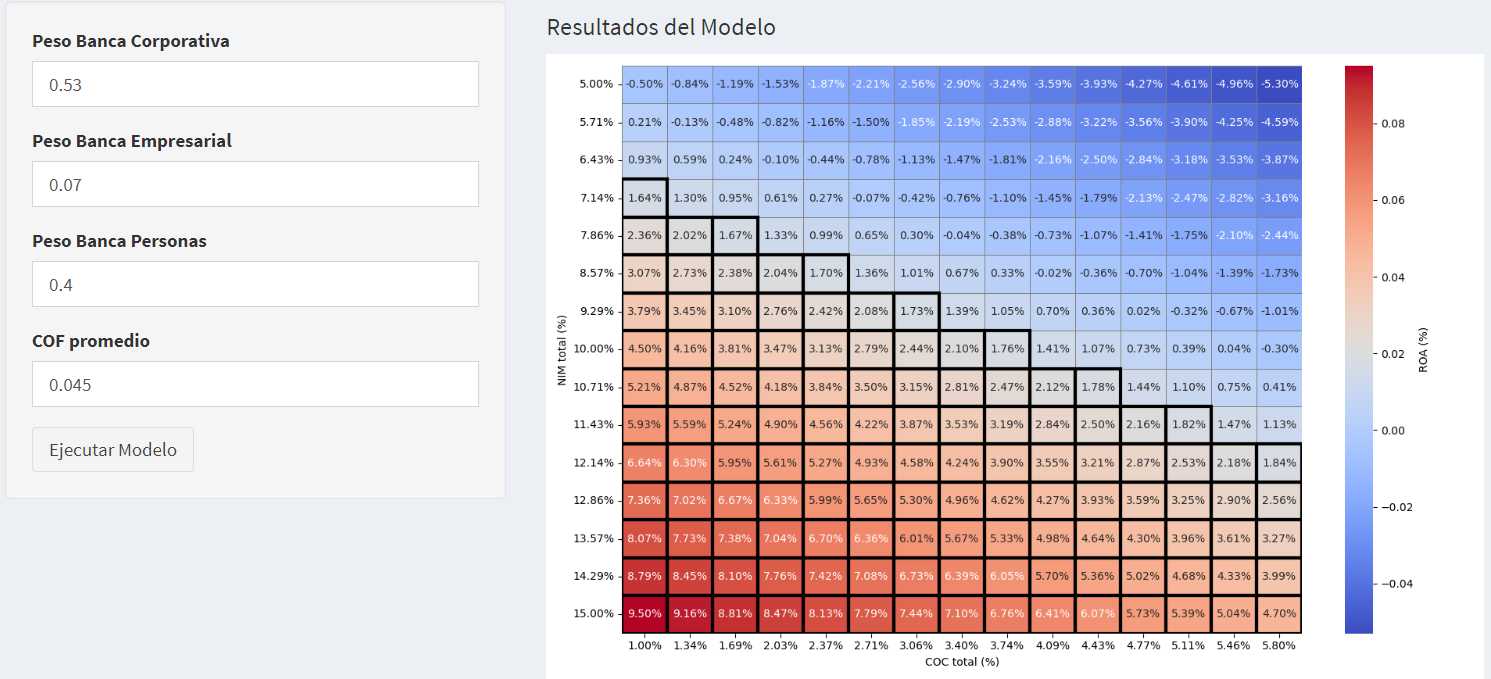 Peso Banca Corporativa
0.53
Peso Banca Empresarial
0.07
Peso Banca Personas
0.4
COF promedio
0.045
Ejecutar Modelo
Resultados del Modelo
NIM total (%)
5.00% -0.50% -0.84% -1.19% -1.53% -1.87% -2.21% -2.56% -2.90% -3.24% -3.59% -3.93% -4.27% -4.61% -4.96% -5.30%
5.71% 0.21% -0.13% -0.48% -0.82% -1.16% -1.50% -1.85% -2.19% -2.53% -2.88% -3.22% -3.56% -3.90% -4.25% -4.59%
6.43% 0.93% 0.59% 0.24% -0.10% -0.44% -0.78% -1.13% -1.47% -1.81% -2.16% -2.50% -2.84% -3.18% -3.53% -3.87%
7.14% 1.64% 1.30% 0.95% 0.61% 0.27% -0.07% -0.42% -0.76% -1.10% -1.45% -1.79% -2.13% -2.47% -2.82% -3.16%
7.86% 2.36% 2.02% 1.67% 1.33% 0.99% 0.65% 0.30% -0.04% -0.38% -0.73% -1.07% -1.41% -1.75% -2.10% -2.44%
8.57% 3.07% 2.73% 2.38% 2.04% 1.70% 1.36% 1.01% 0.67% 0.33% -0.02% -0.36% -0.70% -1.04% -1.39% -1.73%
9.29% 3.79% 3.45% 3.10% 2.76% 2.42% 2.08% 1.73% 1.39% 1.05% 0.70% 0.36% 0.02% -0.32% -0.67% -1.01%
10.00% 4.50% 4.16% 3.81% 3.47% 3.13% 2.79% 2.44% 2.10% 1.76% 1.41% 1.07% 0.73% 0.39% 0.04% -0.30%
10.71% 5.21% 4.87% 4.52% 4.18% 3.84% 3.50% 3.15% 2.81% 2.47% 2.12% 1.78% 1.44% 1.10% 0.75% 0.41%
11.43% 5.93% 5.59% 5.24% 4.90% 4.56% 4.22% 3.87% 3.53% 3.19% 2.84% 2.50% 2.16% 1.82% 1.47% 1.13%
12.14% 6.64% 6.30% 5.95% 5.61% 5.27% 4.93% 4.58% 4.24% 3.90% 3.55% 3.21% 2.87% 2.53% 2.18% 1.84%
12.86% 7.36% 7.02% 6.67% 6.33% 5.99% 5.65% 5.30% 4.96% 4.62% 4.27% 3.93% 3.59% 3.25% 2.90% 2.56%
13.57% 8.07% 7.73% 7.38% 7.04% 6.70% 6.36% 6.01% 5.67% 5.33% 4.98% 4.64% 4.30% 3.96% 3.61% 3.27%
14.29% 8.79% 8.45% 8.10% 7.76% 7.42% 7.08% 6.73% 6.39% 6.05% 5.70% 5.36% 5.02% 4.68% 4.33% 3.99%
15.00% 9.50% 9.16% 8.81% 8.47% 8.13% 7.79% 7.44% 7.10% 6.76% 6.41% 6.07% 5.73% 5.39% 5.04% 4.70%
1.00% 1.34% 1.69% 2.03% 2.37% 2.71% 3.06% 3.40% 3.74% 4.09% 4.43% 4.77% 5.11% 5.46% 5.80%
COC total (%)
0.08
0.06
0.04
0.02
0.00
−0.02
−0.04
ROA (%)